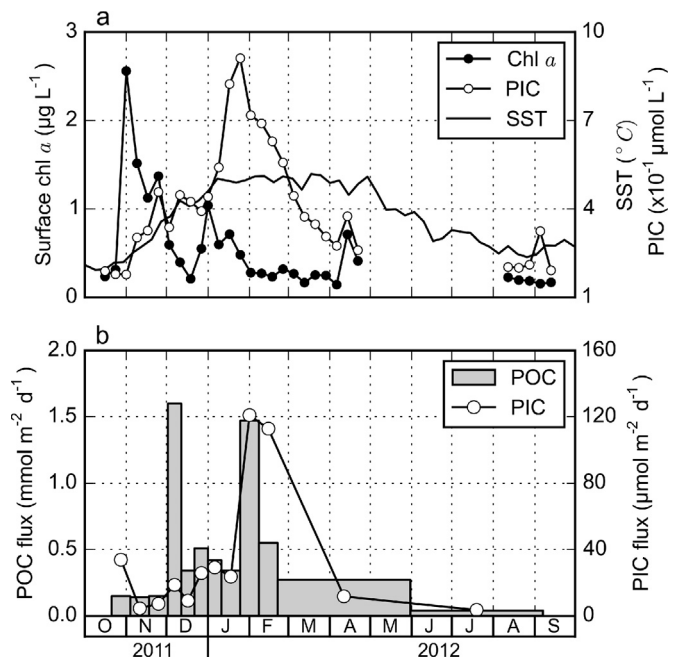 a
3
2
1
0
Surface chl a (µg L⁻¹)
10
7
4
1
SST (°C)
PIC (x10⁻¹ µmol L⁻¹)
Chl a
PIC
SST
b
2.0
1.5
1.0
0.5
0.0
POC flux (mmol m⁻² d⁻¹)
160
120
80
40
0
PIC flux (µmol m⁻² d⁻¹)
POC
PIC
O N D J F M A M J J A S
2011 2012